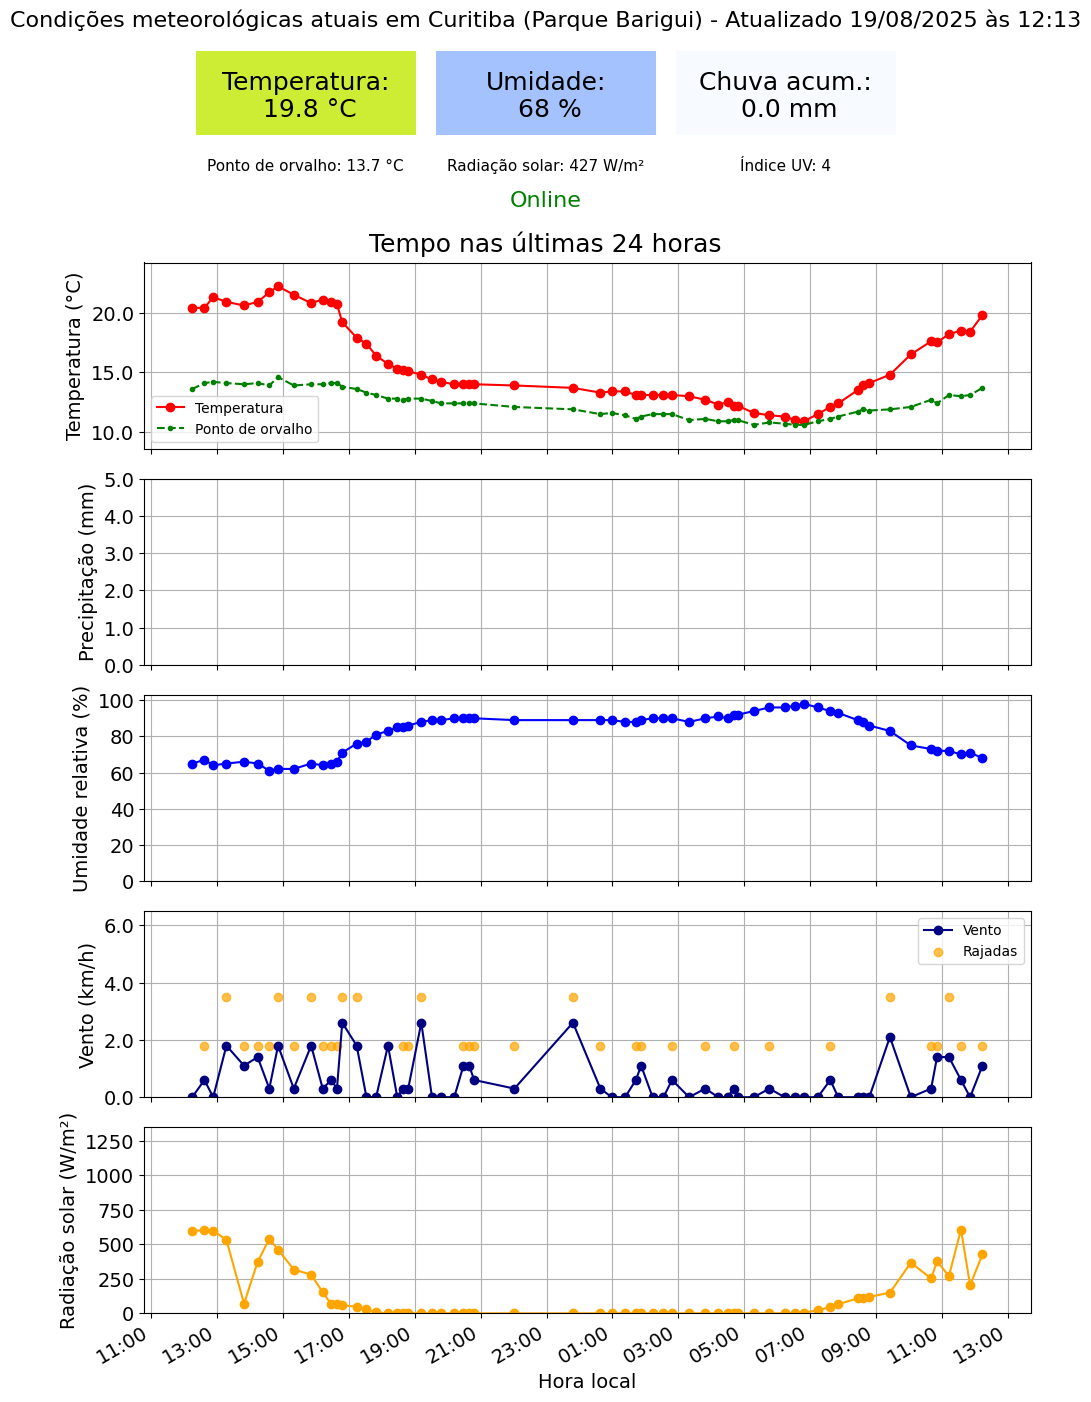 Condições meteorológicas atuais em Curitiba (Parque Barigui) - Atualizado 19/08/2025 às 12:13
Temperatura:
19.8 °C
Umidade:
68 %
Chuva acum.:
0.0 mm
Ponto de orvalho: 13.7 °C
Radiação solar: 427 W/m²
Índice UV: 4
Online
Tempo nas últimas 24 horas
Temperatura (°C)
20.0
15.0
10.0
Temperatura
Ponto de orvalho
Precipitação (mm)
5.0
4.0
3.0
2.0
1.0
0.0
Umidade relativa (%)
100
80
60
40
20
0
Vento (km/h)
6.0
4.0
2.0
0.0
Vento
Rajadas
Radiação solar (W/m²)
1250
1000
750
500
250
0
11:00
13:00
15:00
17:00
19:00
21:00
23:00
01:00
03:00
05:00
07:00
09:00
11:00
13:00
Hora local